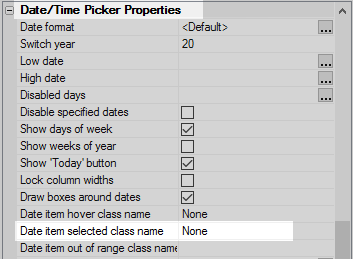 Date/Time Picker Properties
Date format <Default> ...
Switch year 20
Low date ...
High date ...
Disabled days ...
Disable specified dates
Show days of week
Show weeks of year
Show 'Today' button
Lock column widths
Draw boxes around dates
Date item hover class name None
Date item selected class name None
Date item out of range class name